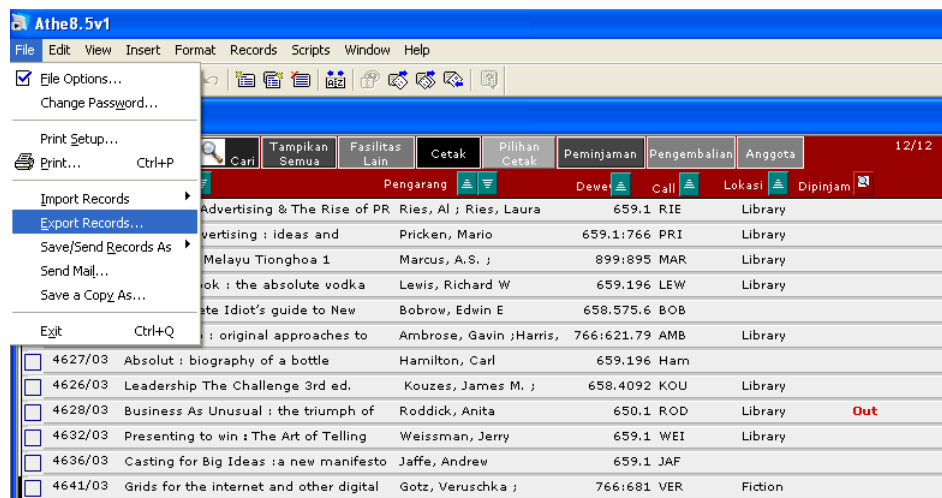 Athe8.5v1
File Edit View Insert Format Records Scripts Window Help
File Options...
Change Password...
Print Setup...
Print... Ctrl+P
Import Records
Export Records...
Save/Send Records As
Send Mail...
Save a Copy As...
Exit Ctrl+Q
Cari Tampikan Semua Fasilitas Lain Cetak Pilihan Cetak Peminjaman Pengembalian Anggota 12/12
Pengarang Dewe Call Lokasi Dipinjam
Advertising & The Rise of PR Ries, Al ; Ries, Laura 659.1 RIE Library
vertising : ideas and Pricken, Mario 659.1:766 PRI Library
Melayu Tionghoa 1 Marcus, A.S. ; 899:895 MAR Library
ok : the absolute vodka Lewis, Richard W 659.196 LEW Library
ete Idiot's guide to New Bobrow, Edwin E 658.575.6 BOB
: original approaches to Ambrose, Gavin ;Harris, 766:621.79 AMB Library
4627/03 Absolut : biography of a bottle Hamilton, Carl 659.196 Ham
4626/03 Leadership The Challenge 3rd ed. Kouzes, James M. ; 658.4092 KOU Library
4628/03 Business As Unusual : the triumph of Roddick, Anita 650.1 ROD Library Out
4632/03 Presenting to win : The Art of Telling Weissman, Jerry 659.1 WEI Library
4636/03 Casting for Big Ideas :a new manifesto Jaffe, Andrew 659.1 JAF
4641/03 Grids for the internet and other digital Gotz, Veruschka ; 766:681 VER Fiction